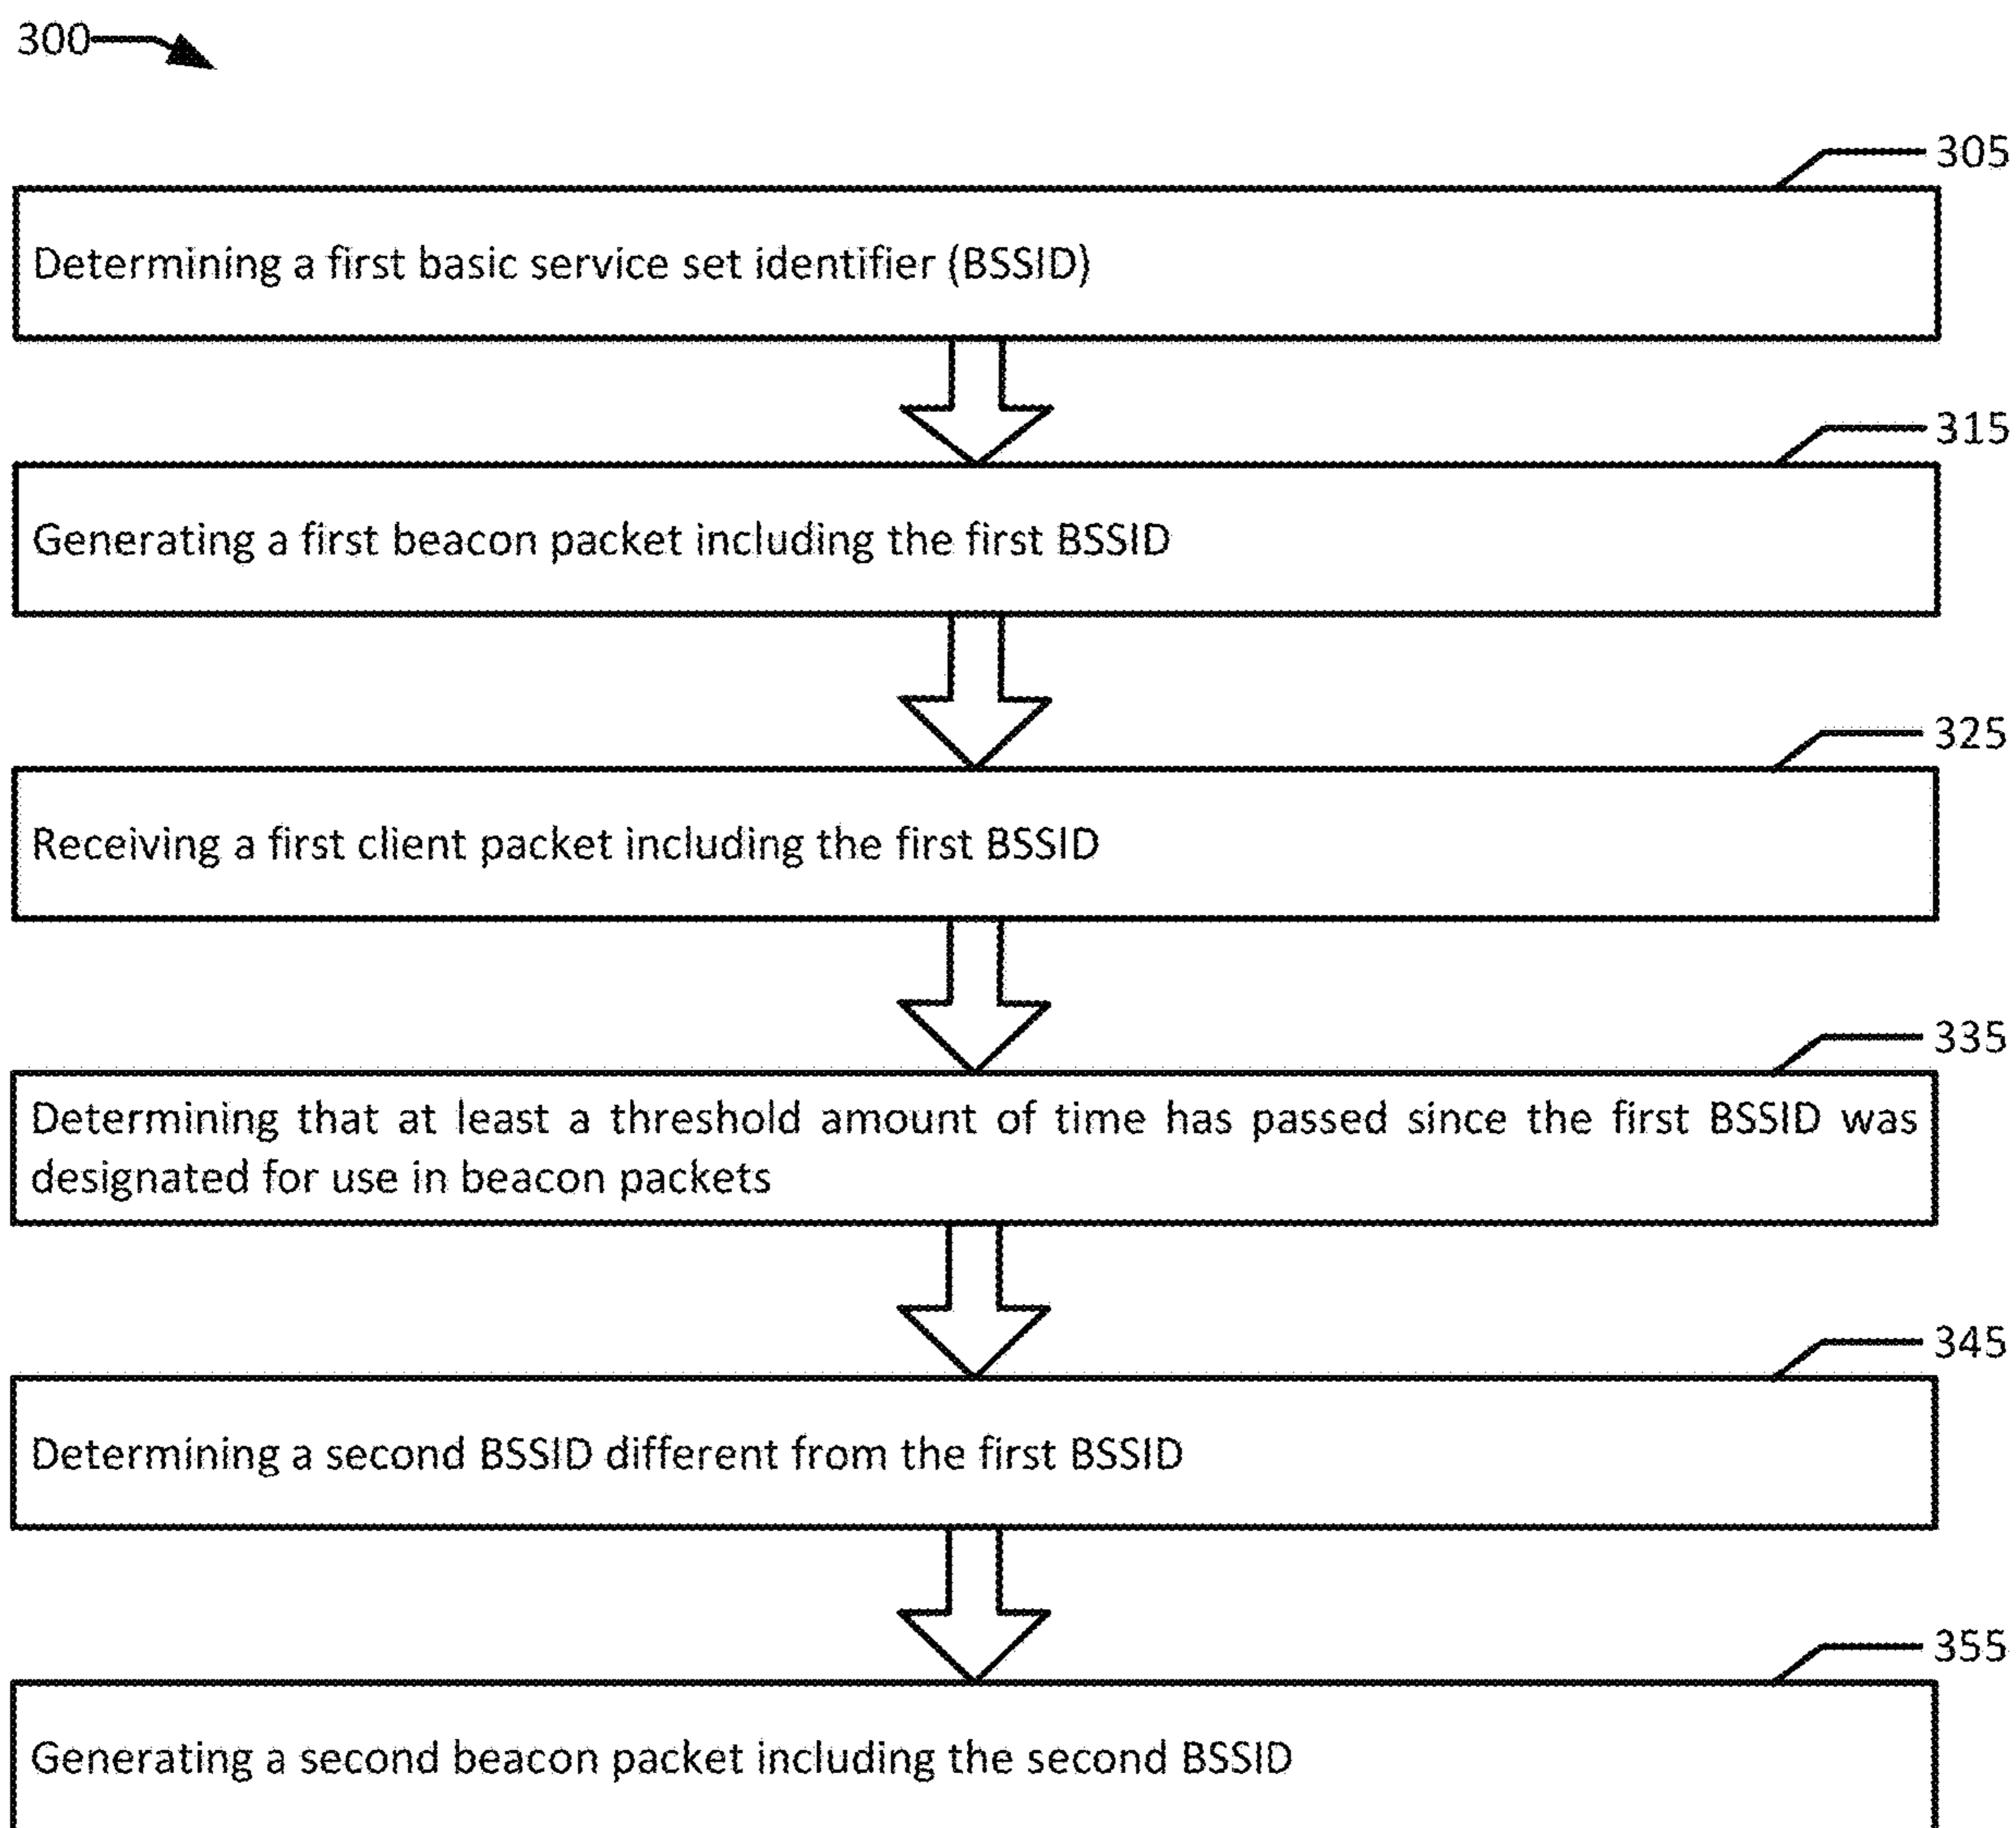 300
305
Determining a first basic service set identifier (BSSID)
315
Generating a first beacon packet including the first BSSID
325
Receiving a first client packet including the first BSSID
335
Determining that at least a threshold amount of time has passed since the first BSSID was
designated for use in beacon packets
345
Determining a second BSSID different from the first BSSID
355
Generating a second beacon packet including the second BSSID